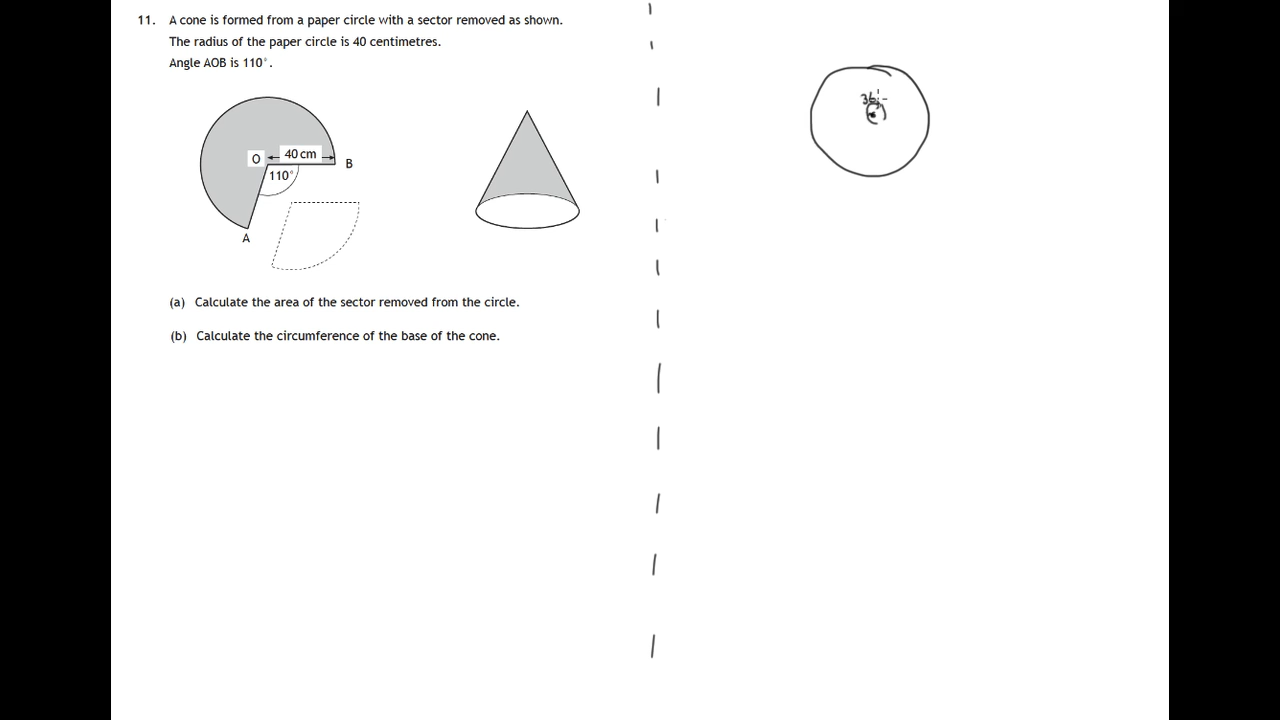 11. A cone is formed from a paper circle with a sector removed as shown.
The radius of the paper circle is 40 centimetres.
Angle AOB is 110°.
O
40 cm
B
110°
A
(a) Calculate the area of the sector removed from the circle.
(b) Calculate the circumference of the base of the cone.